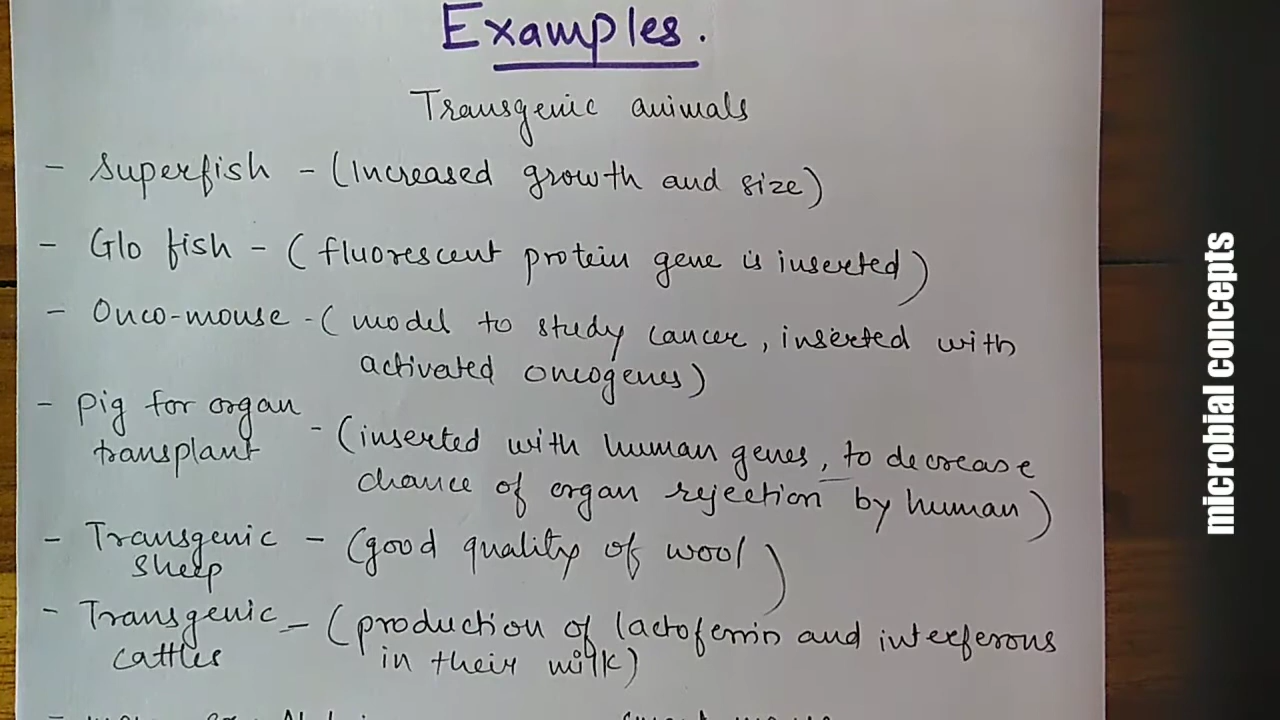 Examples.
Transgenic animals
- Superfish - (Increased growth and size)
- Glo fish - (fluorescent protein gene is inserted)
- Onco-mouse - (model to study cancer, inserted with
activated oncogenes)
- pig for organ
transplant - (inserted with human genes, to decrease
chance of organ rejection by human)
- Transgenic
sheep - (good quality of wool)
- Transgenic
cattles - (production of lactoferrin and interferons
in their milk)
microbial concepts